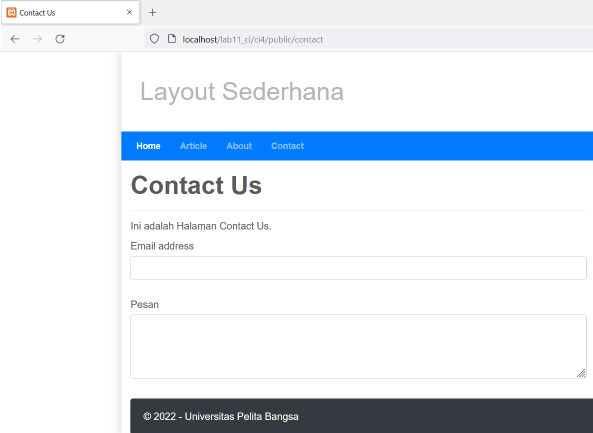 Contact Us
localhost/lab11_ci/ci4/public/contact
Layout Sederhana
Home Article About Contact
Contact Us
Ini adalah Halaman Contact Us.
Email address
Pesan
© 2022 - Universitas Pelita Bangsa